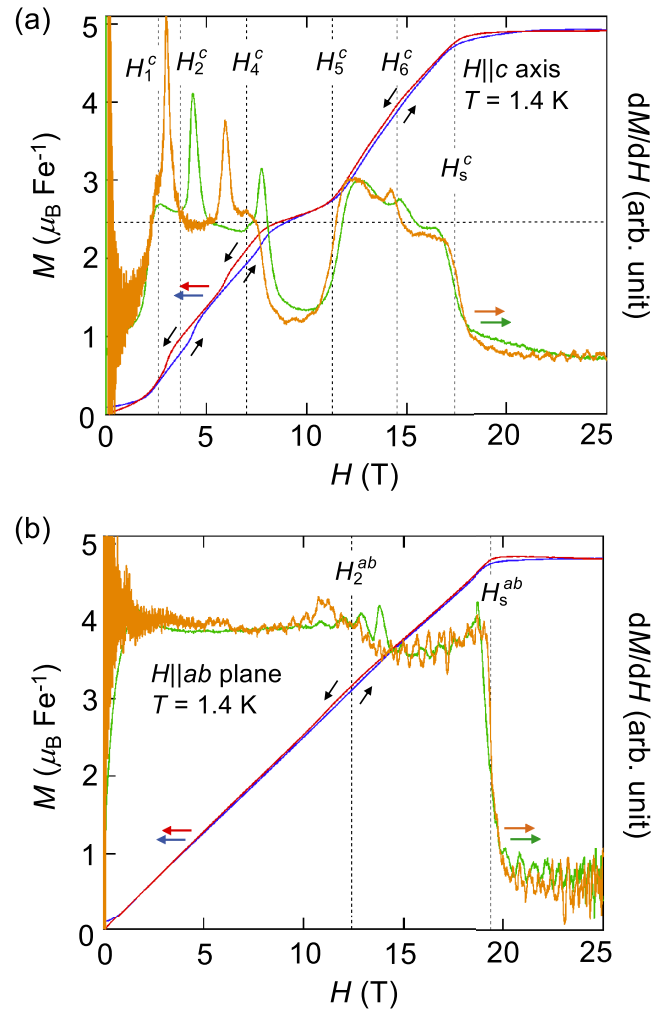 (a)
5
4
3
2
1
0
M (μB Fe-1)
H1c
H2c
H4c
H5c
H6c
H||c axis
T = 1.4 K
Hsc
dM/dH (arb. unit)
0
5
10
15
20
25
H (T)
(b)
5
4
3
2
1
0
M (μB Fe-1)
H2ab
Hsab
H||ab plane
T = 1.4 K
dM/dH (arb. unit)
0
5
10
15
20
25
H (T)